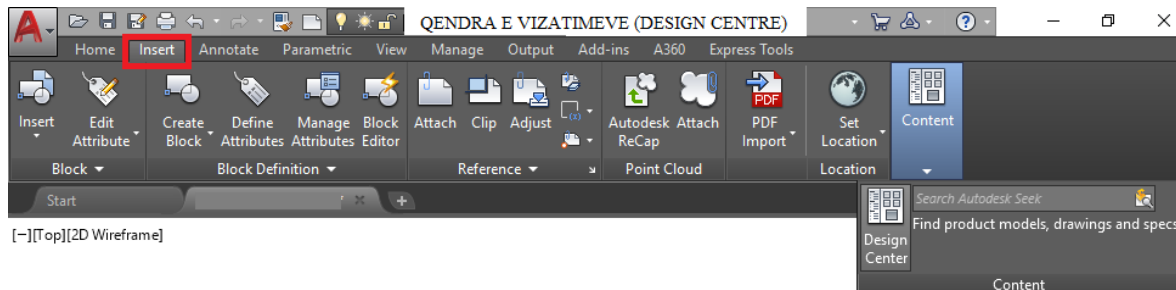 QENDRA E VIZATIMEVE (DESIGN CENTRE)
Home Insert Annotate Parametric View Manage Output Add-ins A360 Express Tools
Insert
Edit Attribute
Create Block
Define Attributes
Manage Attributes
Block Editor
Attach
Clip
Adjust
Autodesk ReCap
Attach
PDF
PDF Import
Set Location
Content
Block
Block Definition
Reference
Point Cloud
Location
Start
+
[−][Top][2D Wireframe]
Search Autodesk Seek
Find product models, drawings and specs
Design
Center
Content